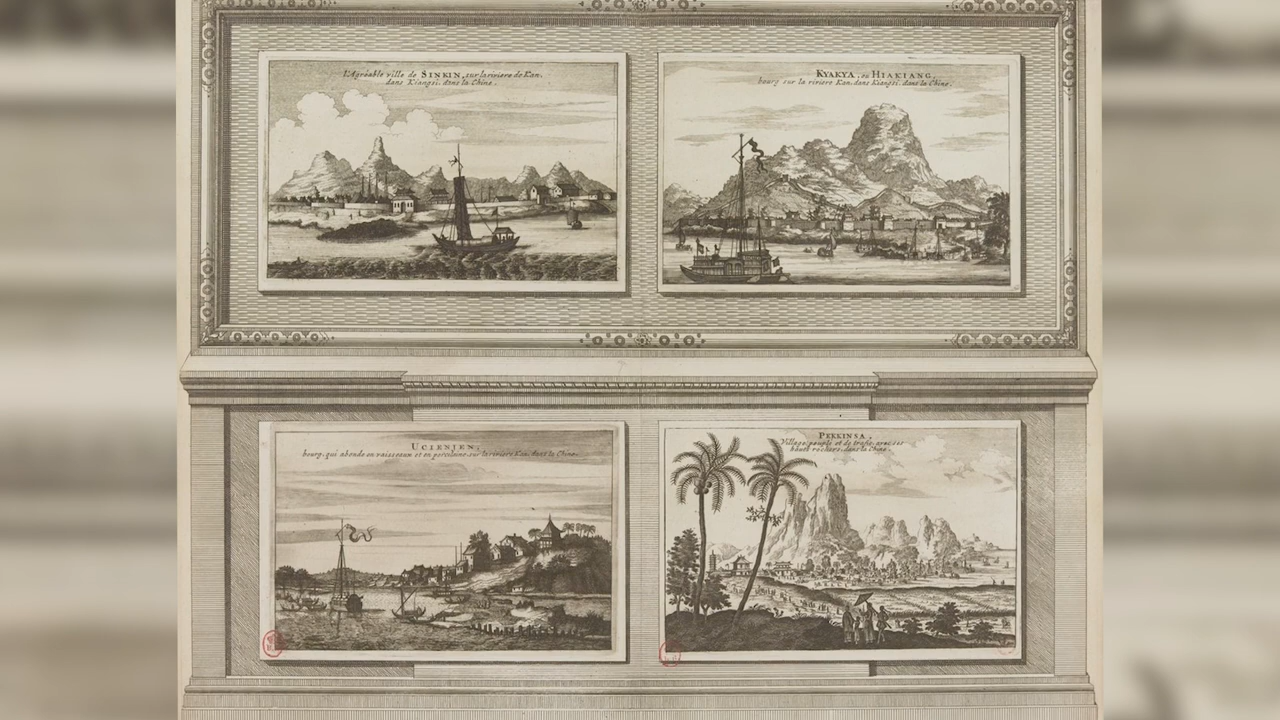 L'Agréable ville de SINKIN, sur la riviere de Kan,
dans Kiangsi, dans la Chine.
KYAKYA, ou HIAKIANG,
bourg sur la riviere Kan, dans Kiangsi, dans la Chine.
UCIENJEN,
bourg, qui abonde en vaisseaux et en porcelaine, sur la riviere Kan, dans la Chine.
PEKKINSA,
Village peuplé et de trafic, avec ses
hauts rochers, dans la Chine.